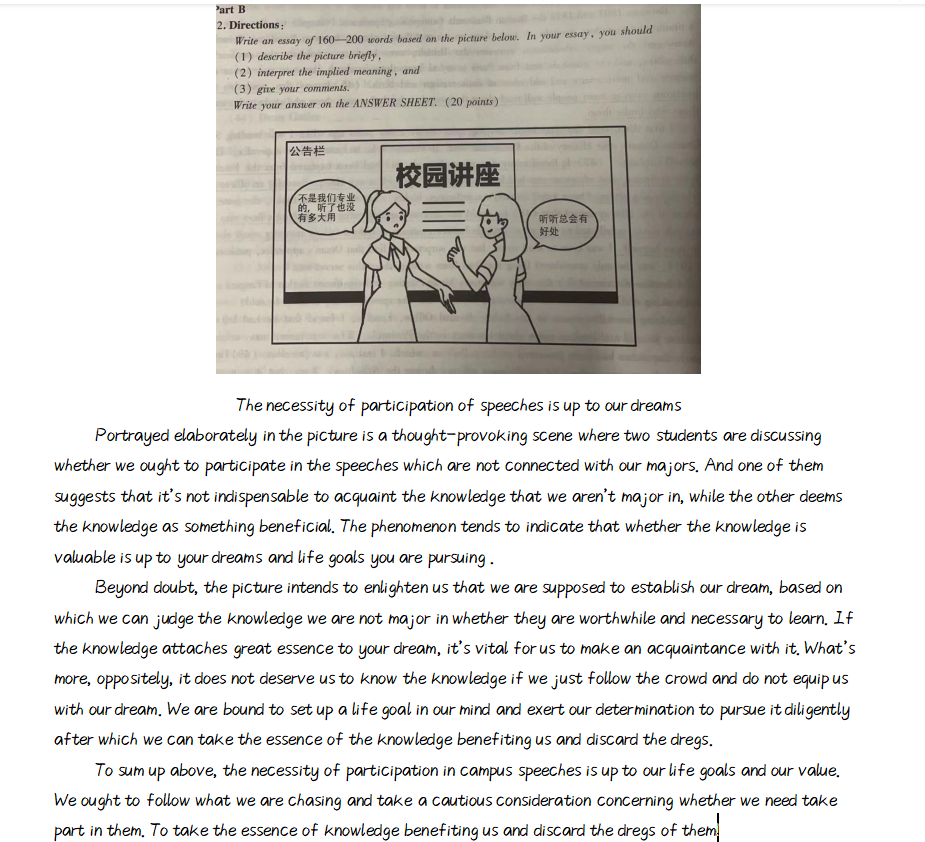 Part B
2. Directions:
Write an essay of 160—200 words based on the picture below. In your essay, you should
(1) describe the picture briefly,
(2) interpret the implied meaning, and
(3) give your comments.
Write your answer on the ANSWER SHEET. (20 points)
公告栏
校园讲座
不是我们专业
的，听了也没
有多大用
听听总会有
好处
The necessity of participation of speeches is up to our dreams
Portrayed elaborately in the picture is a thought-provoking scene where two students are discussing
whether we ought to participate in the speeches which are not connected with our majors. And one of them
suggests that it's not indispensable to acquaint the knowledge that we aren't major in, while the other deems
the knowledge as something beneficial. The phenomenon tends to indicate that whether the knowledge is
valuable is up to your dreams and life goals you are pursuing .
Beyond doubt, the picture intends to enlighten us that we are supposed to establish our dream, based on
which we can judge the knowledge we are not major in whether they are worthwhile and necessary to learn. If
the knowledge attaches great essence to your dream, it's vital for us to make an acquaintance with it. What's
more, oppositely, it does not deserve us to know the knowledge if we just follow the crowd and do not equip us
with our dream. We are bound to set up a life goal in our mind and exert our determination to pursue it diligently
after which we can take the essence of the knowledge benefiting us and discard the dregs.
To sum up above, the necessity of participation in campus speeches is up to our life goals and our value.
We ought to follow what we are chasing and take a cautious consideration concerning whether we need take
part in them. To take the essence of knowledge benefiting us and discard the dregs of them!